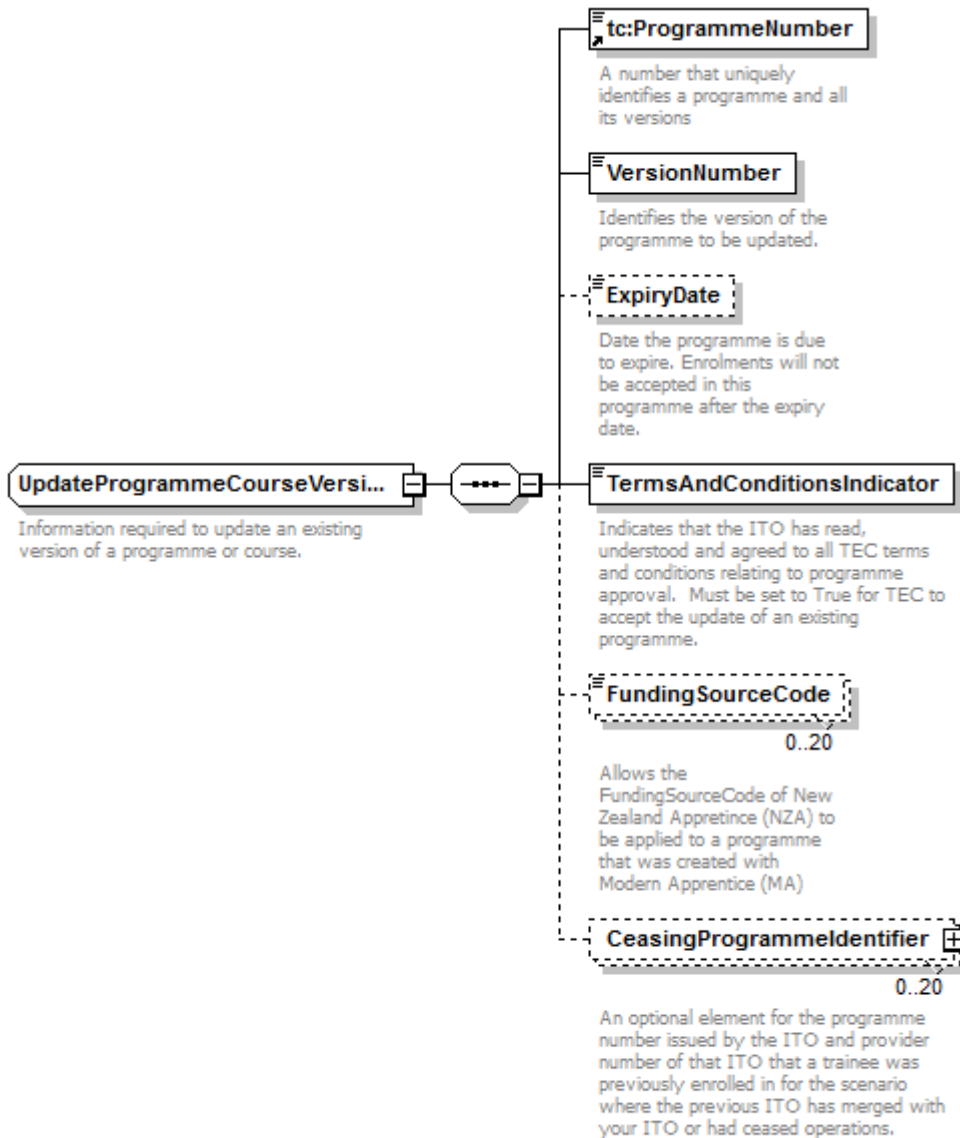 tc:ProgrammeNumber
A number that uniquely
identifies a programme and all
its versions
VersionNumber
Identifies the version of the
programme to be updated.
ExpiryDate
Date the programme is due
to expire. Enrolments will not
be accepted in this
programme after the expiry
date.
UpdateProgrammeCourseVersi...
Information required to update an existing
version of a programme or course.
TermsAndConditionsIndicator
Indicates that the ITO has read,
understood and agreed to all TEC terms
and conditions relating to programme
approval.  Must be set to True for TEC to
accept the update of an existing
programme.
FundingSourceCode
0..20
Allows the
FundingSourceCode of New
Zealand Appretince (NZA) to
be applied to a programme
that was created with
Modern Apprentice (MA)
CeasingProgrammeIdentifier
0..20
An optional element for the programme
number issued by the ITO and provider
number of that ITO that a trainee was
previously enrolled in for the scenario
where the previous ITO has merged with
your ITO or had ceased operations.